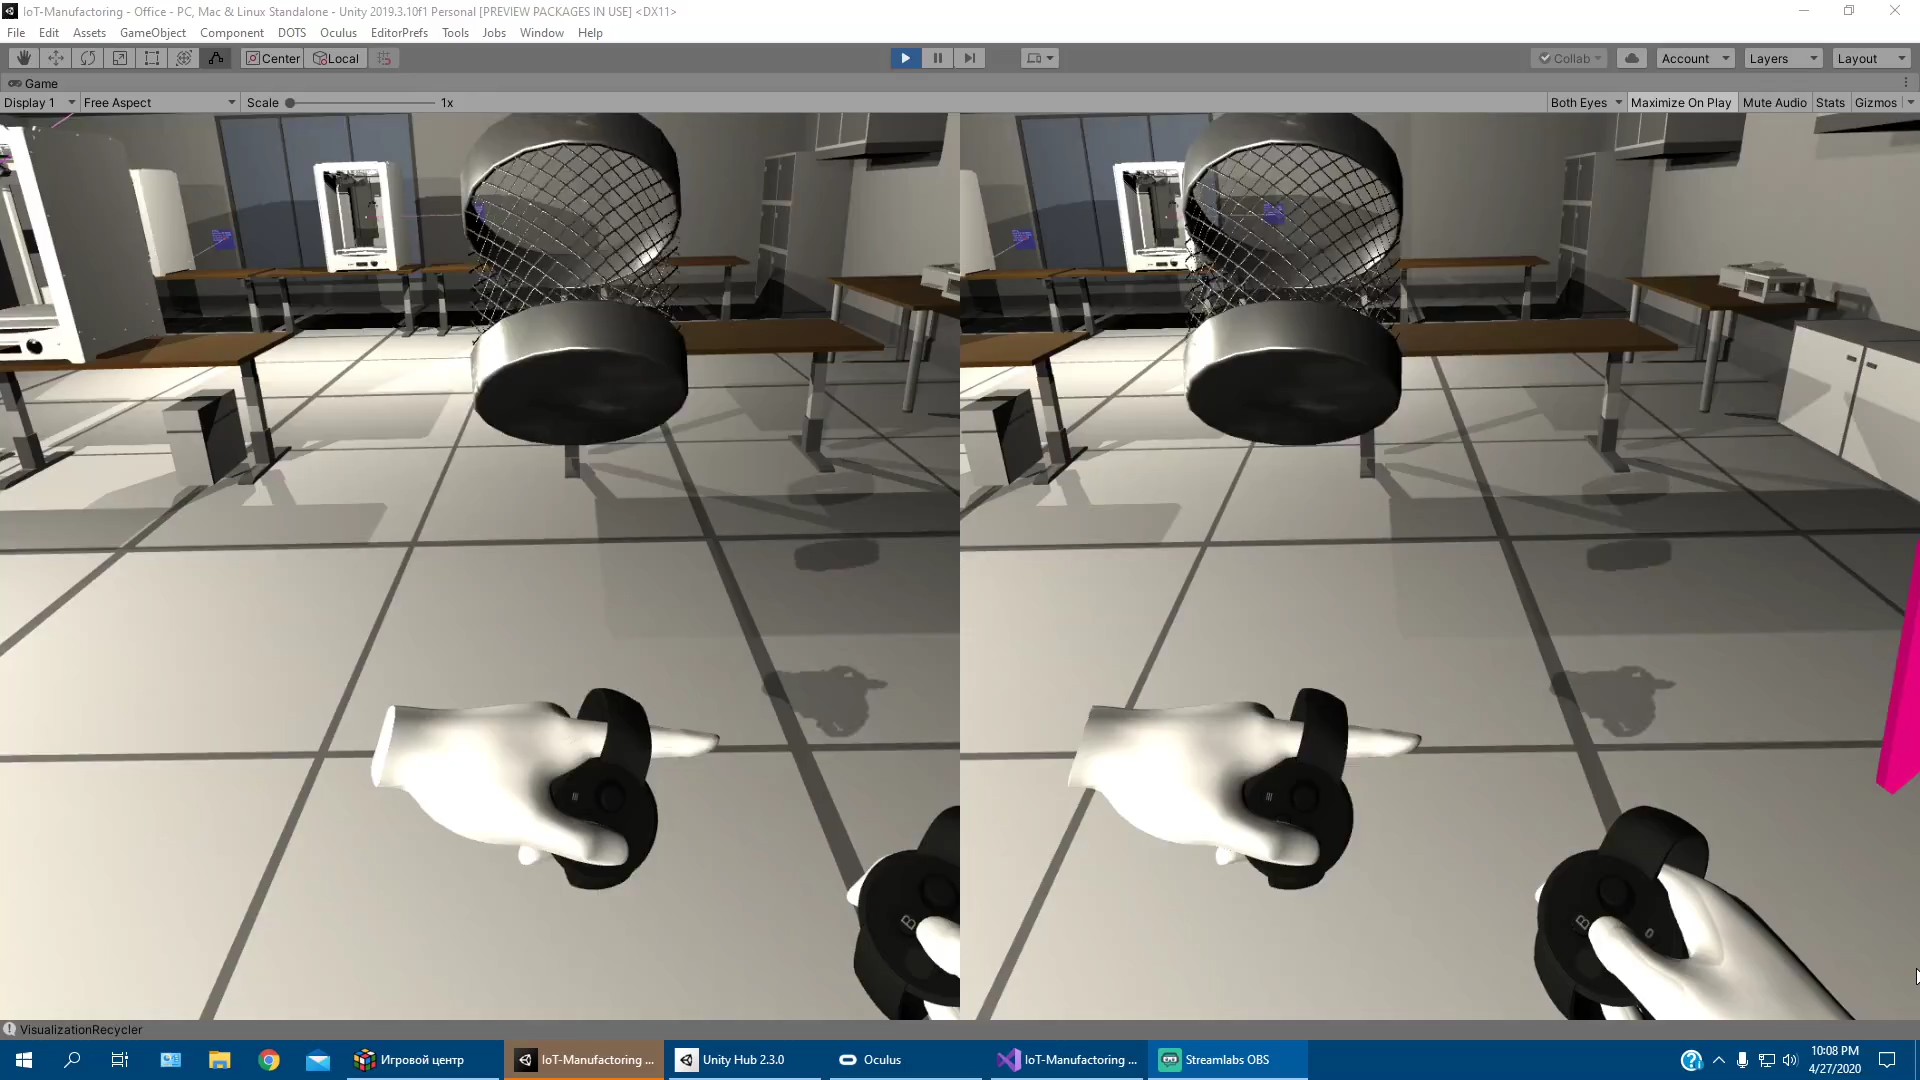 IoT-Manufactoring - Office - PC, Mac & Linux Standalone - Unity 2019.3.10f1 Personal [PREVIEW PACKAGES IN USE] <DX11>
File Edit Assets GameObject Component DOTS Oculus EditorPrefs Tools Jobs Window Help
Center Local Collab Account Layers Layout
Game
Display 1 Free Aspect Scale 1x Both Eyes Maximize On Play Mute Audio Stats Gizmos
B
B
VisualizationRecycler
Игровой центр IoT-Manufactoring ... Unity Hub 2.3.0 Oculus IoT-Manufactoring ... Streamlabs OBS
10:08 PM
4/27/2020